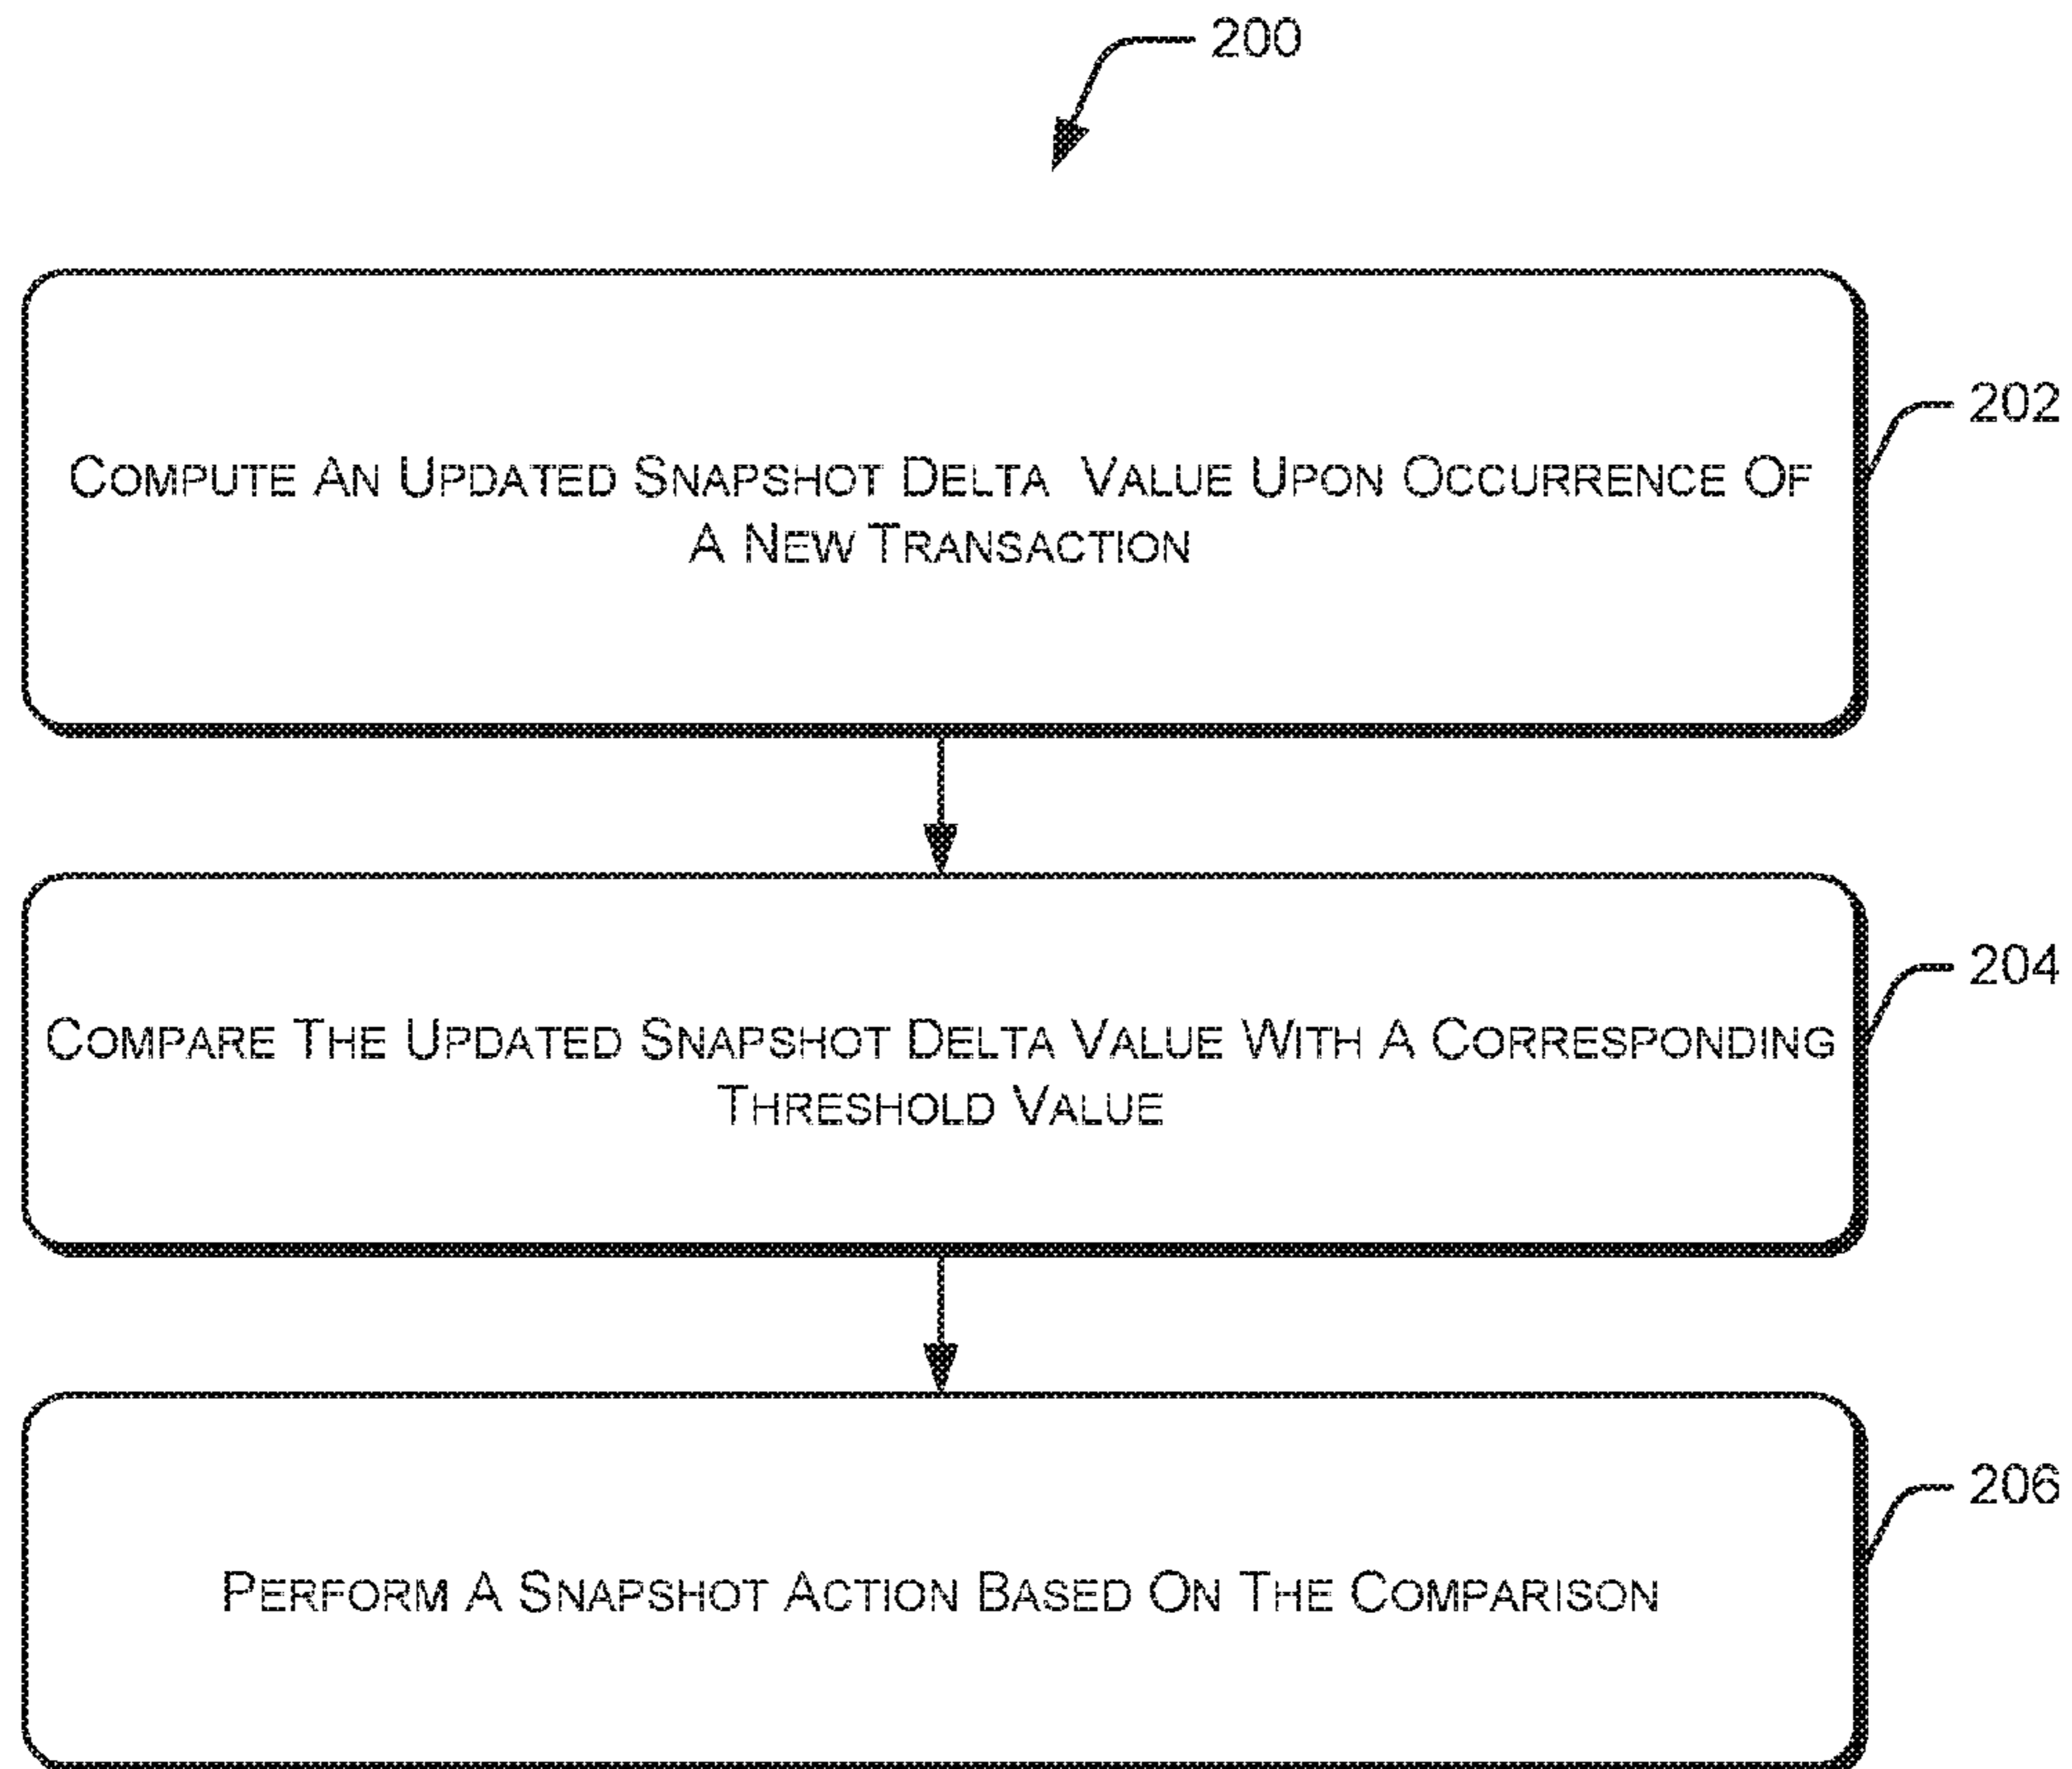 200
COMPUTE AN UPDATED SNAPSHOT DELTA VALUE UPON OCCURRENCE OF
A NEW TRANSACTION
202
COMPARE THE UPDATED SNAPSHOT DELTA VALUE WITH A CORRESPONDING
THRESHOLD VALUE
204
PERFORM A SNAPSHOT ACTION BASED ON THE COMPARISON
206